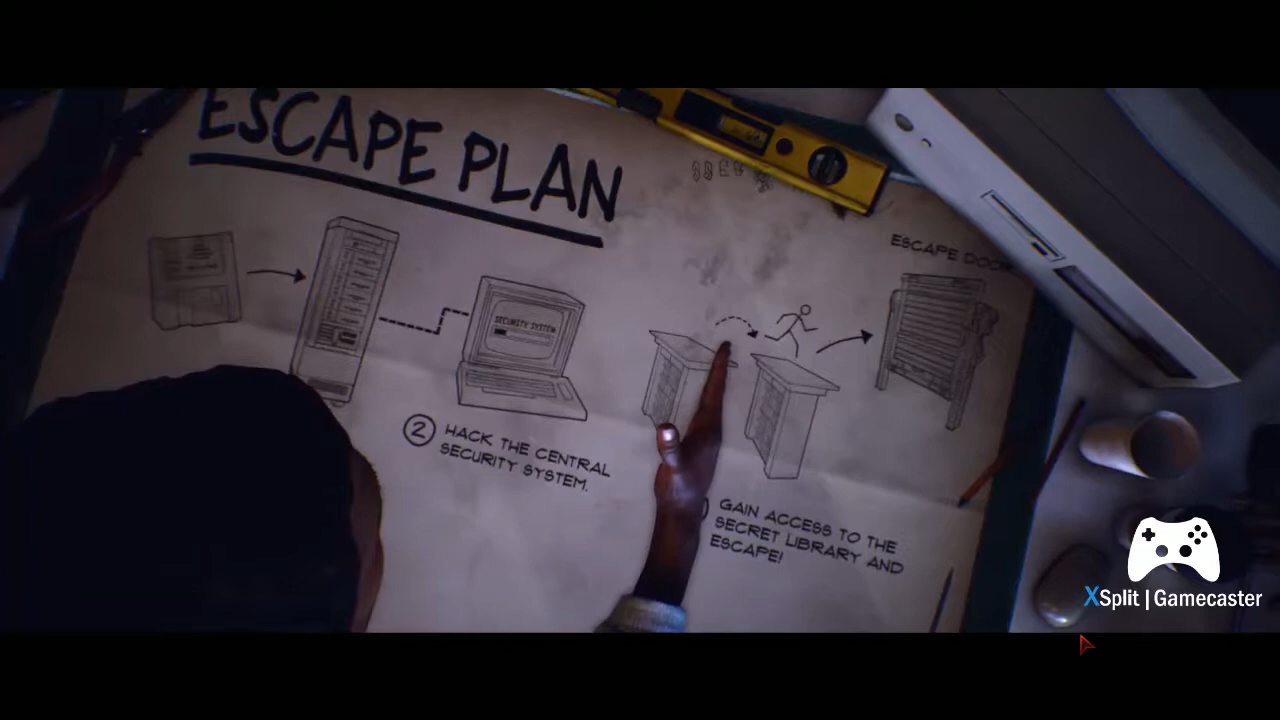 ESCAPE PLAN
ESCAPE DOOR
SECURITY SYSTEM
2 HACK THE CENTRAL
SECURITY SYSTEM.
GAIN ACCESS TO THE
SECRET LIBRARY AND
ESCAPE!
XSplit | Gamecaster